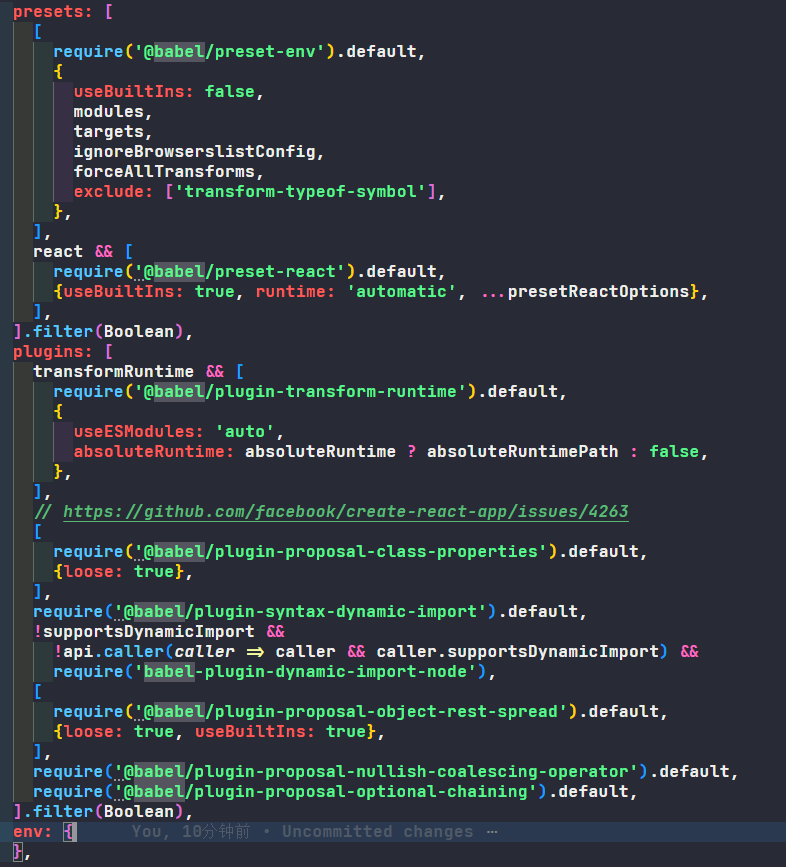 presets: [
[
require('@babel/preset-env').default,
{
useBuiltIns: false,
modules,
targets,
ignoreBrowserslistConfig,
forceAllTransforms,
exclude: ['transform-typeof-symbol'],
},
],
react && [
require('@babel/preset-react').default,
{useBuiltIns: true, runtime: 'automatic', ...presetReactOptions},
],
].filter(Boolean),
plugins: [
transformRuntime && [
require('@babel/plugin-transform-runtime').default,
{
useESModules: 'auto',
absoluteRuntime: absoluteRuntime ? absoluteRuntimePath : false,
},
],
// https://github.com/facebook/create-react-app/issues/4263
[
require('@babel/plugin-proposal-class-properties').default,
{loose: true},
],
require('@babel/plugin-syntax-dynamic-import').default,
!supportsDynamicImport &&
!api.caller(caller => caller && caller.supportsDynamicImport) &&
require('babel-plugin-dynamic-import-node'),
[
require('@babel/plugin-proposal-object-rest-spread').default,
{loose: true, useBuiltIns: true},
],
require('@babel/plugin-proposal-nullish-coalescing-operator').default,
require('@babel/plugin-proposal-optional-chaining').default,
].filter(Boolean),
env: { You, 10分钟前 • Uncommitted changes ⋯
},